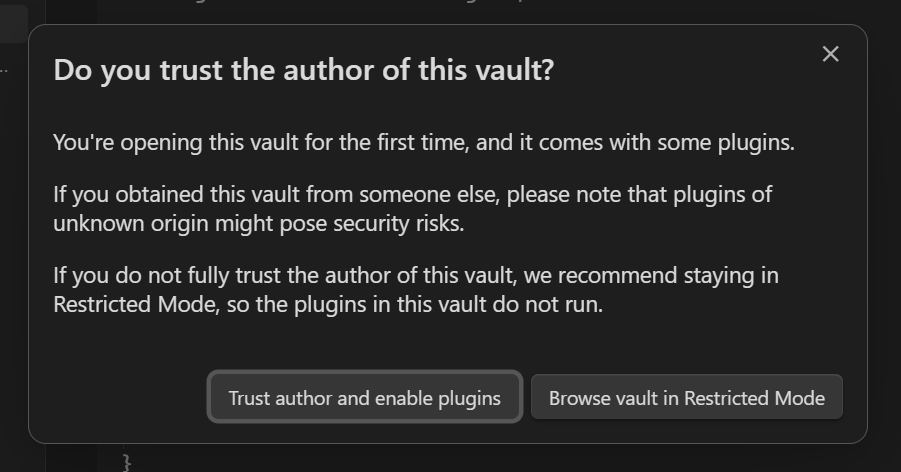 Do you trust the author of this vault?
You're opening this vault for the first time, and it comes with some plugins.
If you obtained this vault from someone else, please note that plugins of
unknown origin might pose security risks.
If you do not fully trust the author of this vault, we recommend staying in
Restricted Mode, so the plugins in this vault do not run.
Trust author and enable plugins
Browse vault in Restricted Mode
}